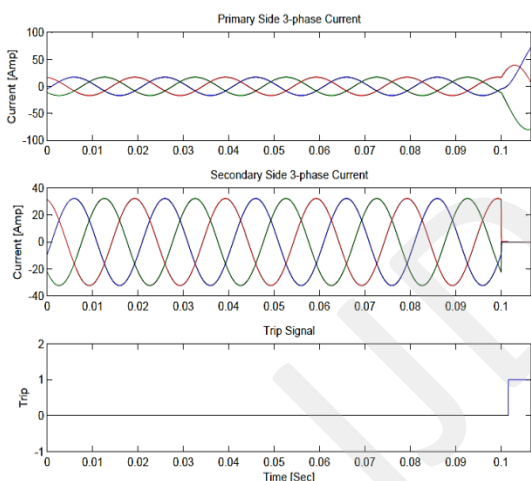 Primary Side 3-phase Current
Current [Amp]
100
50
0
-50
-100
0 0.01 0.02 0.03 0.04 0.05 0.06 0.07 0.08 0.09 0.1
Secondary Side 3-phase Current
Current [Amp]
40
20
0
-20
-40
0 0.01 0.02 0.03 0.04 0.05 0.06 0.07 0.08 0.09 0.1
Trip Signal
Trip
2
1
0
-1
0 0.01 0.02 0.03 0.04 0.05 0.06 0.07 0.08 0.09 0.1
Time [Sec]